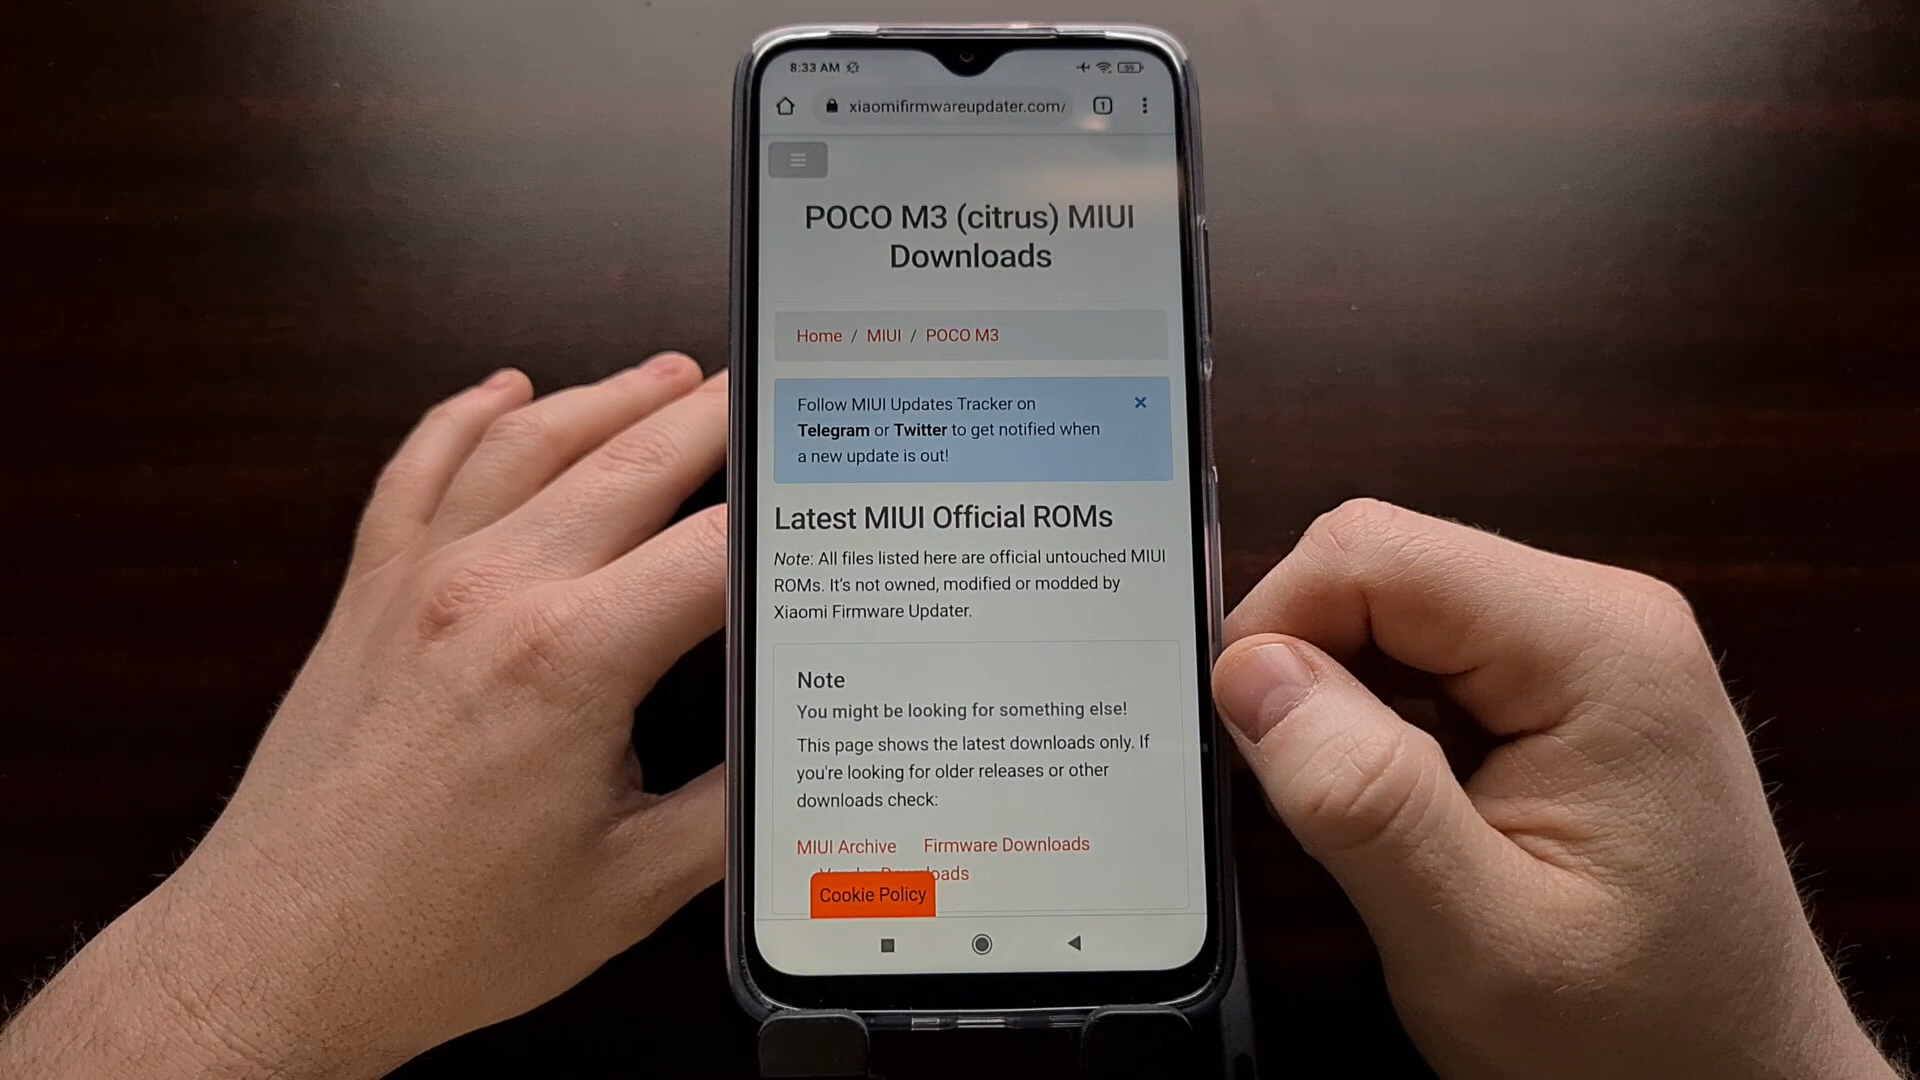 8:33 AM
59
xiaomifirmwareupdater.com/
1
POCO M3 (citrus) MIUI
Downloads
Home / MIUI / POCO M3
Follow MIUI Updates Tracker on
Telegram or Twitter to get notified when
a new update is out!
Latest MIUI Official ROMs
Note: All files listed here are official untouched MIUI
ROMs. It's not owned, modified or modded by
Xiaomi Firmware Updater.
Note
You might be looking for something else!
This page shows the latest downloads only. If
you're looking for older releases or other
downloads check:
MIUI Archive Firmware Downloads
Cookie Policy